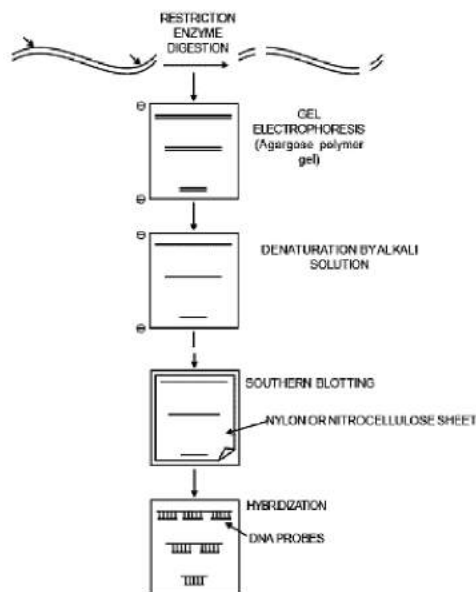 RESTRICTION
ENZYME
DIGESTION
⊖
GEL
ELECTROPHORESIS
(Agargose polymer
gel)
⊖
⊖
DENATURATION BY ALKALI
SOLUTION
⊖
SOUTHERN BLOTTING
NYLON OR NITROCELLULOSE SHEET
HYBRIDIZATION
DNA PROBES